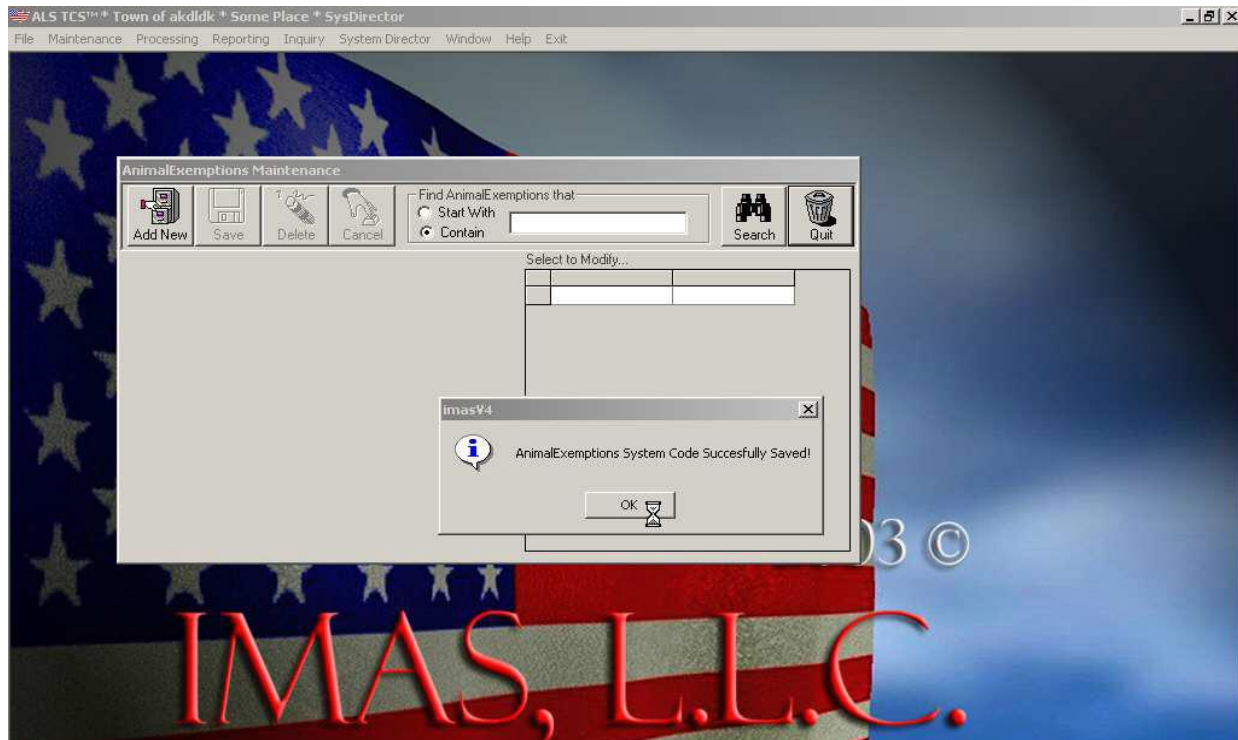 ALS TCS™ * Town of akdldk * Some Place * SysDirector
File Maintenance Processing Reporting Inquiry System Director Window Help Exit
AnimalExemptions Maintenance
Add New
Save
Delete
Cancel
Find AnimalExemptions that
Start With
Contain
Search
Quit
Select to Modify...
imasV4
AnimalExemptions System Code Succesfully Saved!
OK
03 ©
IMAS, L.L.C.